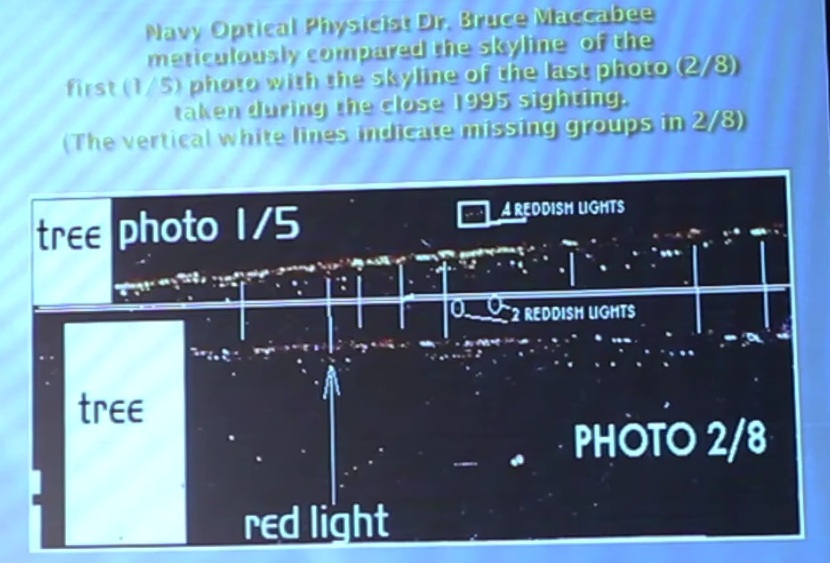 Navy Optical Physicist Dr. Bruce Maccabee
meticulously compared the skyline of the
first (1/5) photo with the skyline of the last photo (2/8)
taken during the close 1995 sighting.
(The vertical white lines indicate missing groups in 2/8)
tree photo 1/5
4 REDDISH LIGHTS
2 REDDISH LIGHTS
tree
PHOTO 2/8
red light